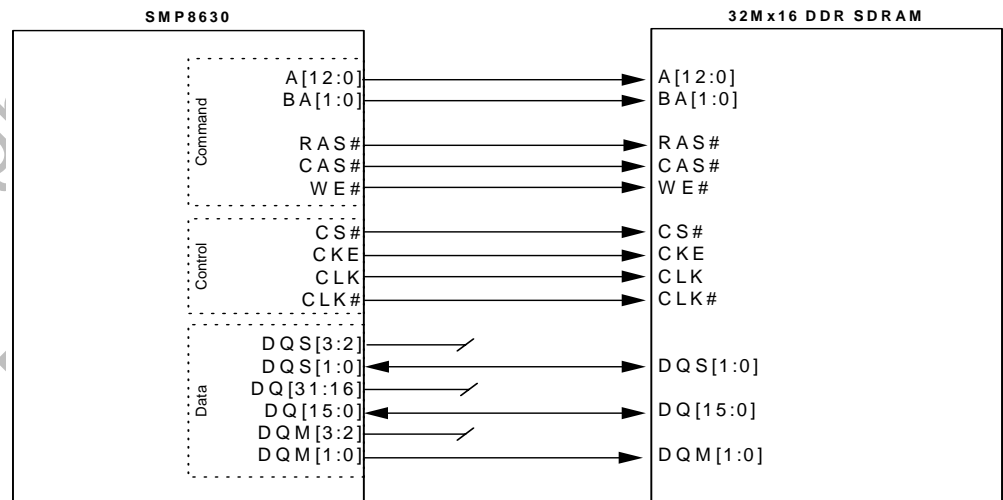 SMP8630
32Mx16 DDR SDRAM
Command
A[12:0]
A[12:0]
BA[1:0]
BA[1:0]
RAS#
RAS#
CAS#
CAS#
WE#
WE#
Control
CS#
CS#
CKE
CKE
CLK
CLK
CLK#
CLK#
Data
DQS[3:2]
DQS[1:0]
DQS[1:0]
DQ[31:16]
DQ[15:0]
DQ[15:0]
DQM[3:2]
DQM[1:0]
DQM[1:0]